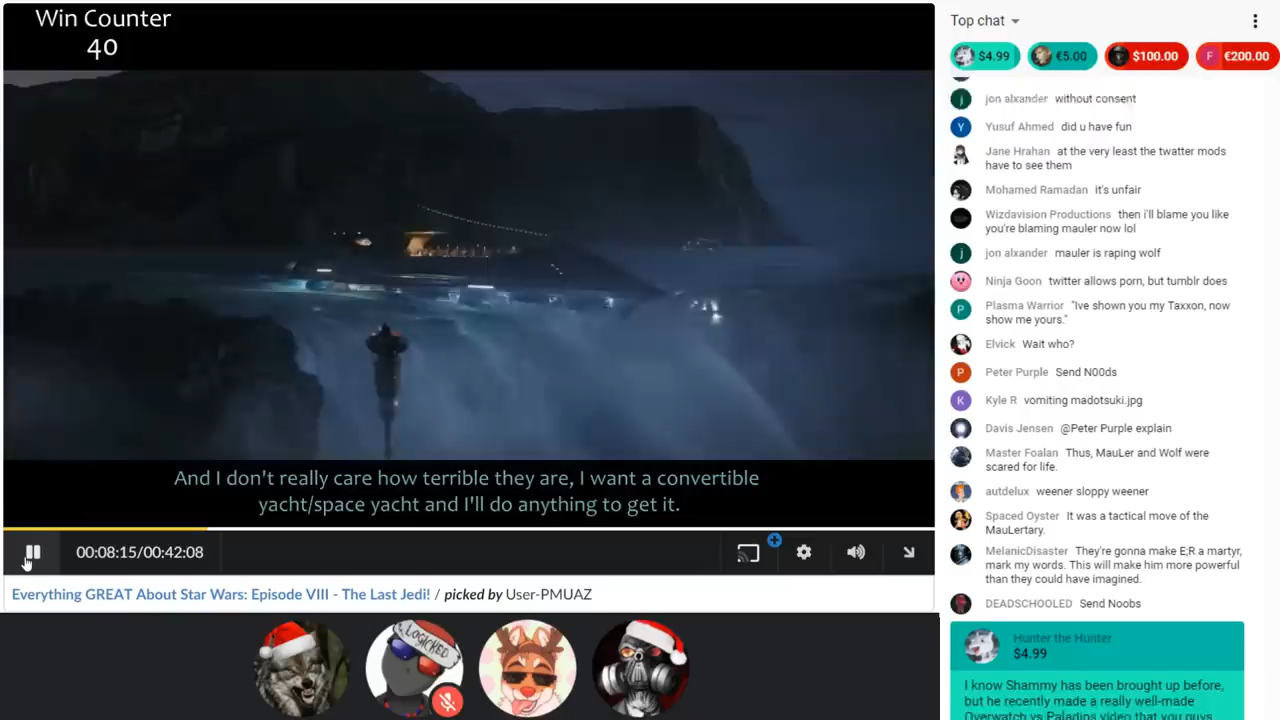 Win Counter
40
And I don't really care how terrible they are, I want a convertible
yacht/space yacht and I'll do anything to get it.
00:08:15/00:42:08
Everything GREAT About Star Wars: Episode VIII - The Last Jedi! / picked by User-PMUAZ
LOGICKED
Top chat
$4.99
€5.00
$100.00
F €200.00
j jon alxander without consent
Y Yusuf Ahmed did u have fun
Jane Hrahan at the very least the twatter mods
have to see them
Mohamed Ramadan it's unfair
Wizdavision Productions then i'll blame you like
you're blaming mauler now lol
j jon alxander mauler is raping wolf
Ninja Goon twitter allows porn, but tumblr does
P Plasma Warrior "Ive shown you my Taxxon, now
show me yours."
Elvick Wait who?
P Peter Purple Send N00ds
K Kyle R vomiting madotsuki.jpg
Davis Jensen @Peter Purple explain
Master Foalan Thus, MauLer and Wolf were
scared for life.
autdelux weener sloppy weener
Spaced Oyster It was a tactical move of the
MauLertary.
MelanicDisaster They're gonna make E;R a martyr,
mark my words. This will make him more powerful
than they could have imagined.
DEADSCHOOLED Send Noobs
Hunter the Hunter
$4.99
I know Shammy has been brought up before,
but he recently made a really well-made
Overwatch vs Paladins video that you guys